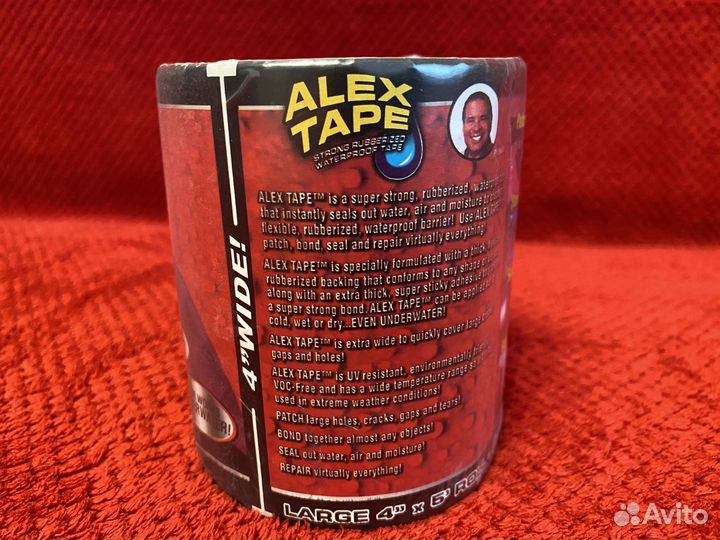 ALEX
TAPE
STRONG RUBBERIZED
WATERPROOF TAPE
4" WIDE!
ALEX TAPE™ is a super strong, rubberized,
that instantly seals out water, air and moisture to
flexible, rubberized, waterproof barrier! Use ALEX
patch, bond, seal and repair virtually everything!
ALEX TAPE™ is specially formulated with a thick,
rubberized backing that conforms to any shape
along with an extra thick, super sticky adhesive
a super strong bond. ALEX TAPE™ can be applied
cold, wet or dry...EVEN UNDERWATER!
ALEX TAPE™ is extra wide to quickly cover large
gaps and holes!
ALEX TAPE™ is UV resistant, environmentally
VOC-Free and has a wide temperature range
used in extreme weather conditions!
PATCH large holes, cracks, gaps and tears!
BOND together almost any objects!
SEAL out water, air and moisture!
REPAIR virtually everything!
LARGE 4" x 5'
Avito